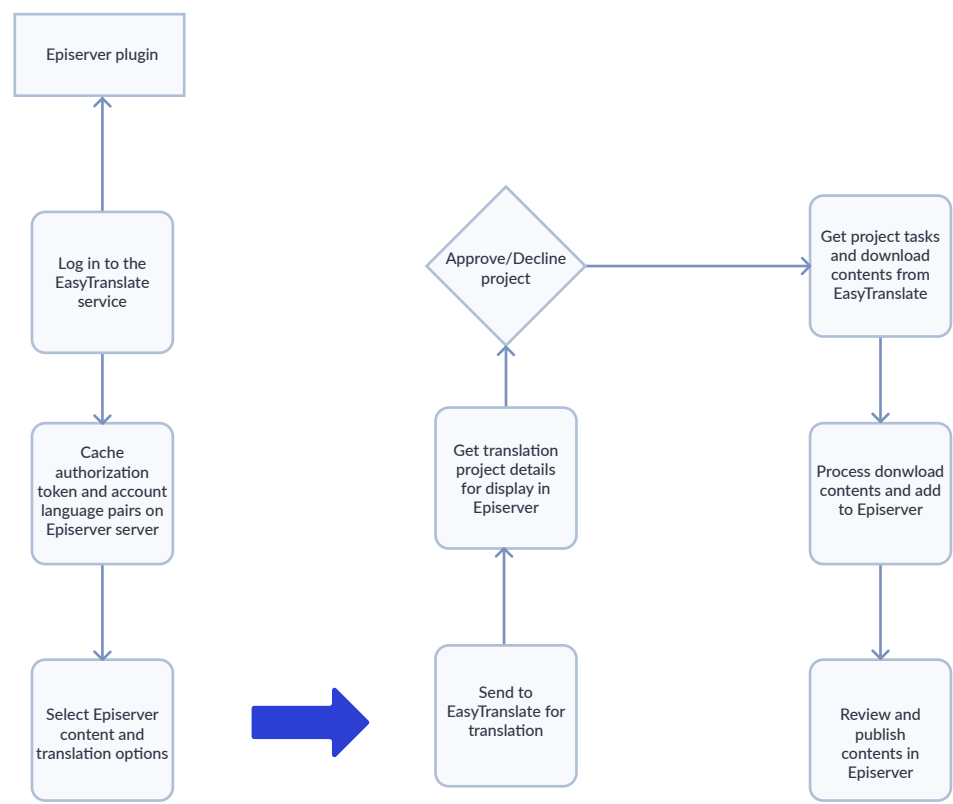 Episerver plugin
Log in to the
EasyTranslate
service
Cache
authorization
token and account
language pairs on
Episerver server
Select Episerver
content and
translation options
Send to
EasyTranslate for
translation
Get translation
project details
for display in
Episerver
Approve/Decline
project
Get project tasks
and download
contents from
EasyTranslate
Process donwload
contents and add
to Episerver
Review and
publish
contents in
Episerver